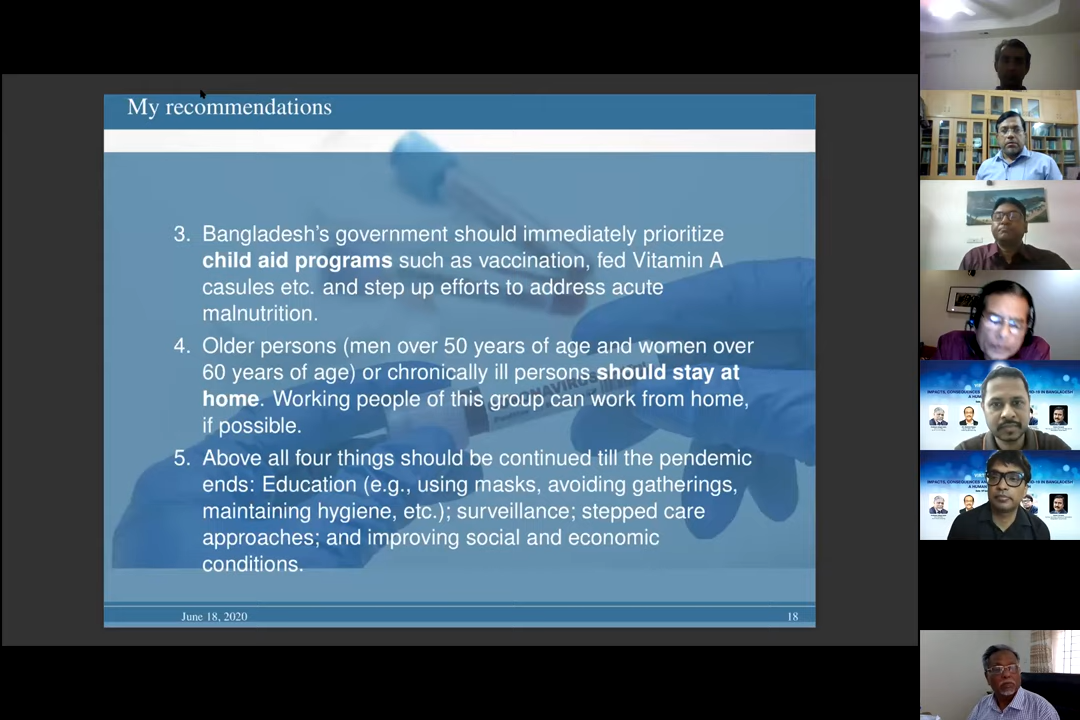 My recommendations
3. Bangladesh's government should immediately prioritize
child aid programs such as vaccination, fed Vitamin A
casules etc. and step up efforts to address acute
malnutrition.
4. Older persons (men over 50 years of age and women over
60 years of age) or chronically ill persons should stay at
home. Working people of this group can work from home,
if possible.
5. Above all four things should be continued till the pendemic
ends: Education (e.g., using masks, avoiding gatherings,
maintaining hygiene, etc.); surveillance; stepped care
approaches; and improving social and economic
conditions.
June 18, 2020
18